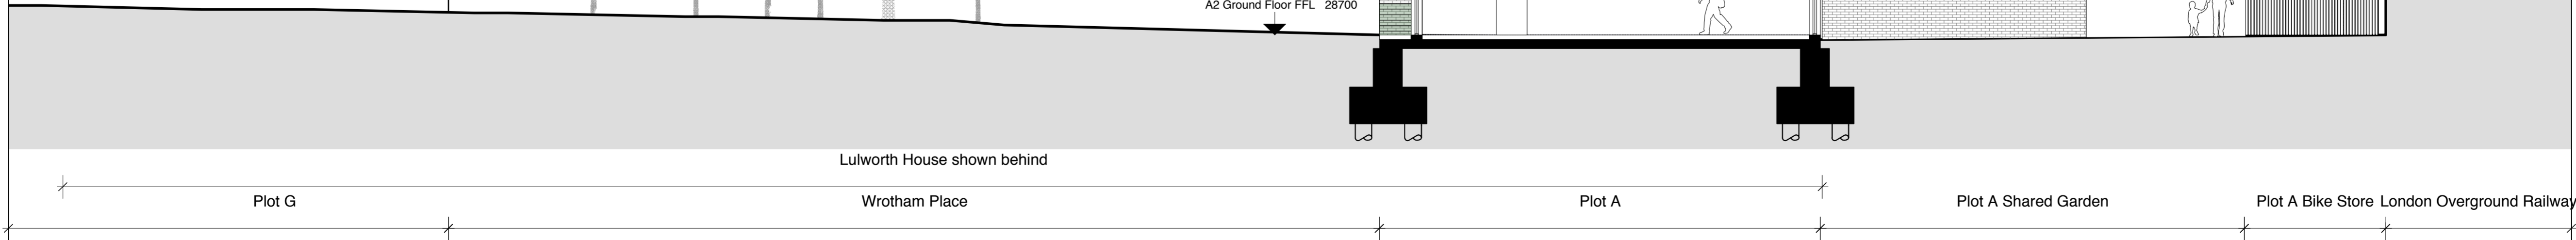 A2 Ground Floor FFL 28700
Lulworth House shown behind
Plot G
Wrotham Place
Plot A
Plot A Shared Garden
Plot A Bike Store
London Overground Railway